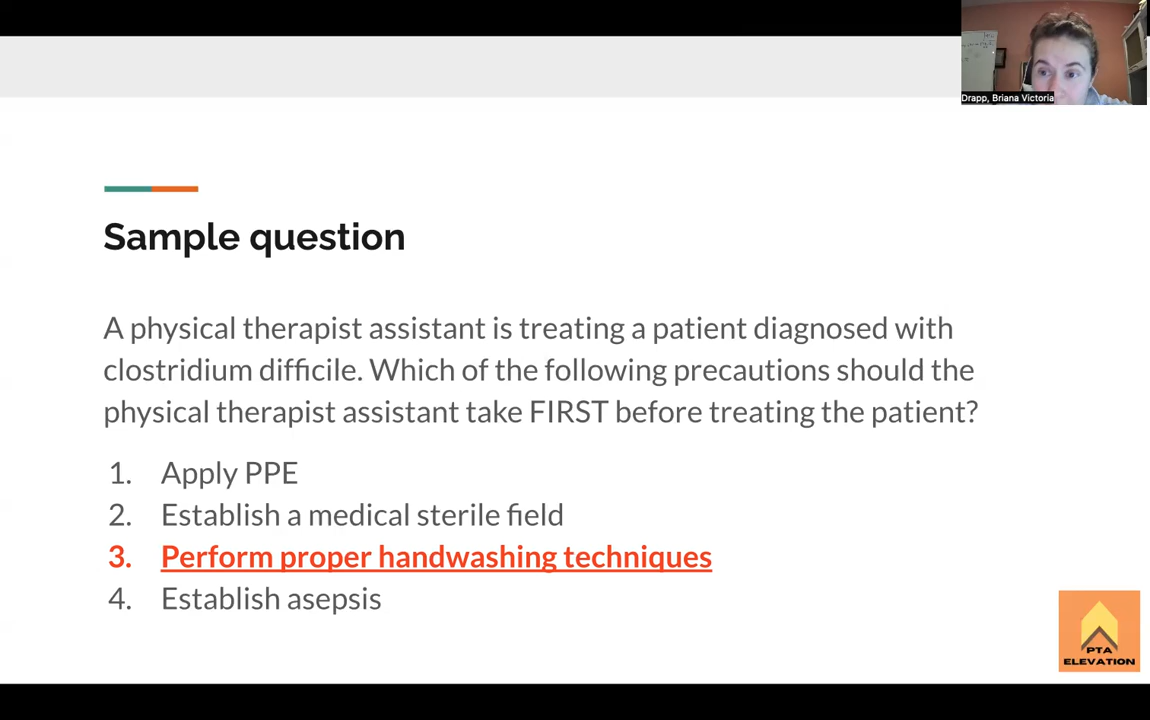 Drapp, Briana Victoria
Sample question
A physical therapist assistant is treating a patient diagnosed with
clostridium difficile. Which of the following precautions should the
physical therapist assistant take FIRST before treating the patient?
1. Apply PPE
2. Establish a medical sterile field
3. Perform proper handwashing techniques
4. Establish asepsis
PTA
ELEVATION